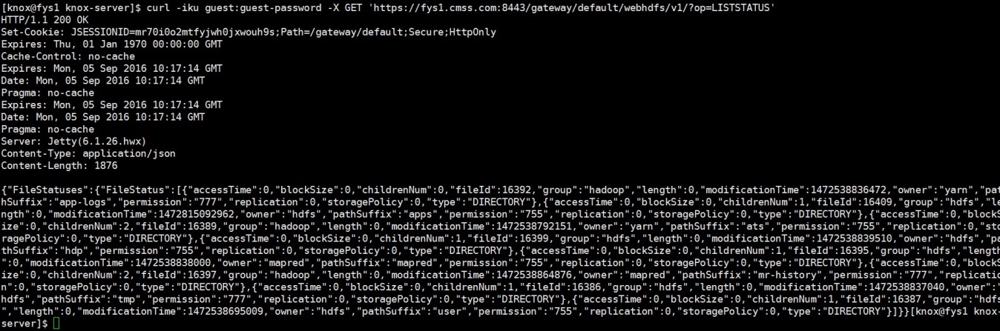 [knox@fys1 knox-server]$ curl -iku guest:guest-password -X GET 'https://fys1.cmss.com:8443/gateway/default/webhdfs/v1/?op=LISTSTATUS'
HTTP/1.1 200 OK
Set-Cookie: JSESSIONID=mr70i0o2mtfyjwh0jxwouh9s;Path=/gateway/default;Secure;HttpOnly
Expires: Thu, 01 Jan 1970 00:00:00 GMT
Cache-Control: no-cache
Expires: Mon, 05 Sep 2016 10:17:14 GMT
Date: Mon, 05 Sep 2016 10:17:14 GMT
Pragma: no-cache
Expires: Mon, 05 Sep 2016 10:17:14 GMT
Date: Mon, 05 Sep 2016 10:17:14 GMT
Pragma: no-cache
Server: Jetty(6.1.26.hwx)
Content-Type: application/json
Content-Length: 1876
{"FileStatuses":{"FileStatus":[{"accessTime":0,"blockSize":0,"childrenNum":0,"fileId":16392,"group":"hadoop","length":0,"modificationTime":1472538836472,"owner":"yarn","pat
hSuffix":"app-logs","permission":"777","replication":0,"storagePolicy":0,"type":"DIRECTORY"},{"accessTime":0,"blockSize":0,"childrenNum":1,"fileId":16409,"group":"hdfs","le
ngth":0,"modificationTime":1472815092962,"owner":"hdfs","pathSuffix":"apps","permission":"755","replication":0,"storagePolicy":0,"type":"DIRECTORY"},{"accessTime":0,"blockS
ize":0,"childrenNum":2,"fileId":16389,"group":"hadoop","length":0,"modificationTime":1472538792151,"owner":"yarn","pathSuffix":"ats","permission":"755","replication":0,"sto
ragePolicy":0,"type":"DIRECTORY"},{"accessTime":0,"blockSize":0,"childrenNum":1,"fileId":16399,"group":"hdfs","length":0,"modificationTime":1472538839510,"owner":"hdfs","pa
thSuffix":"hdp","permission":"755","replication":0,"storagePolicy":0,"type":"DIRECTORY"},{"accessTime":0,"blockSize":0,"childrenNum":1,"fileId":16395,"group":"hdfs","length
":0,"modificationTime":1472538838000,"owner":"mapred","pathSuffix":"mapred","permission":"755","replication":0,"storagePolicy":0,"type":"DIRECTORY"},{"accessTime":0,"blockS
ize":0,"childrenNum":2,"fileId":16397,"group":"hadoop","length":0,"modificationTime":1472538864876,"owner":"mapred","pathSuffix":"mr-history","permission":"777","replicatio
n":0,"storagePolicy":0,"type":"DIRECTORY"},{"accessTime":0,"blockSize":0,"childrenNum":1,"fileId":16386,"group":"hdfs","length":0,"modificationTime":1472538837040,"owner":"
hdfs","pathSuffix":"tmp","permission":"777","replication":0,"storagePolicy":0,"type":"DIRECTORY"},{"accessTime":0,"blockSize":0,"childrenNum":1,"fileId":16387,"group":"hdfs
","length":0,"modificationTime":1472538695009,"owner":"hdfs","pathSuffix":"user","permission":"755","replication":0,"storagePolicy":0,"type":"DIRECTORY"}]}}[knox@fys1 knox-
server]$